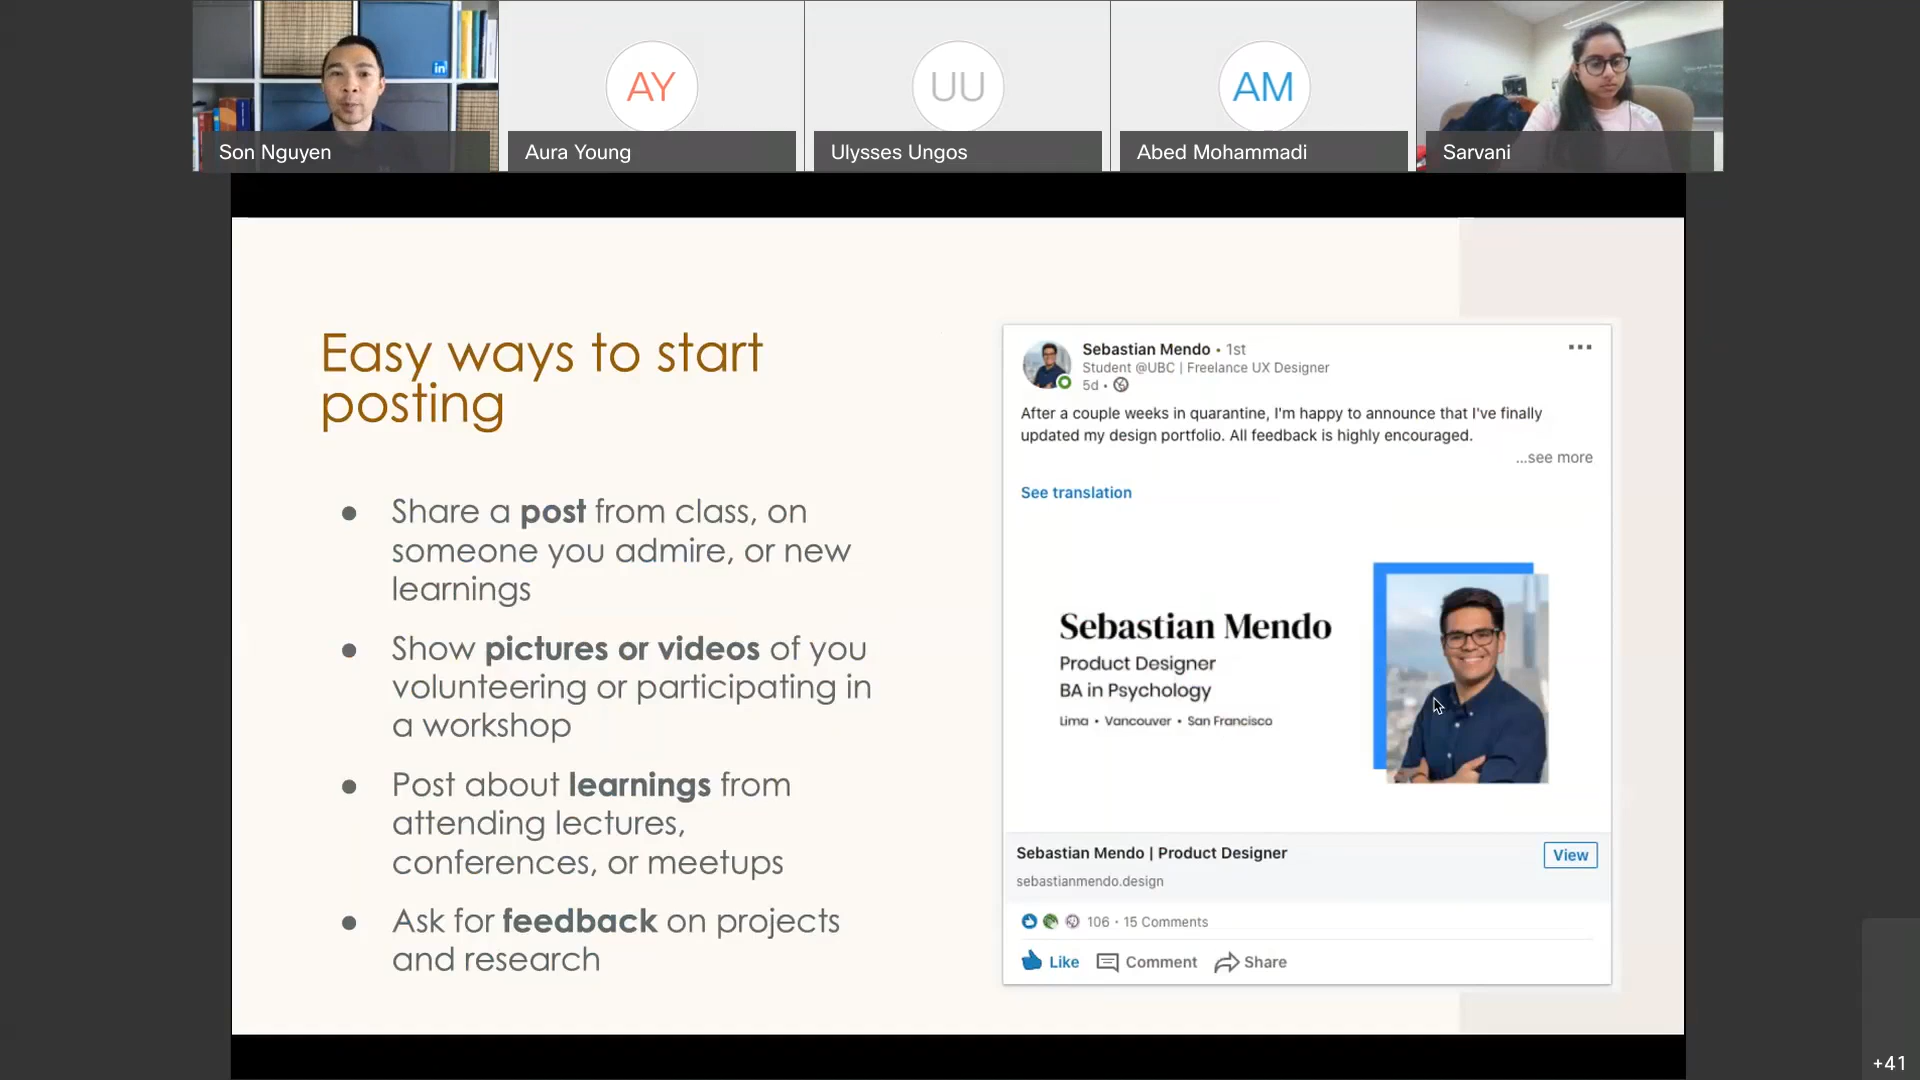 in
AY
UU
AM
Son Nguyen
Aura Young
Ulysses Ungos
Abed Mohammadi
Sarvani
Easy ways to start
posting
● Share a post from class, on
someone you admire, or new
learnings
● Show pictures or videos of you
volunteering or participating in
a workshop
● Post about learnings from
attending lectures,
conferences, or meetups
● Ask for feedback on projects
and research
Sebastian Mendo • 1st
Student @UBC | Freelance UX Designer
5d •
After a couple weeks in quarantine, I'm happy to announce that I've finally
updated my design portfolio. All feedback is highly encouraged.
...see more
See translation
Sebastian Mendo
Product Designer
BA in Psychology
Lima • Vancouver • San Francisco
Sebastian Mendo | Product Designer
View
sebastianmendo.design
106 · 15 Comments
Like Comment Share
+41